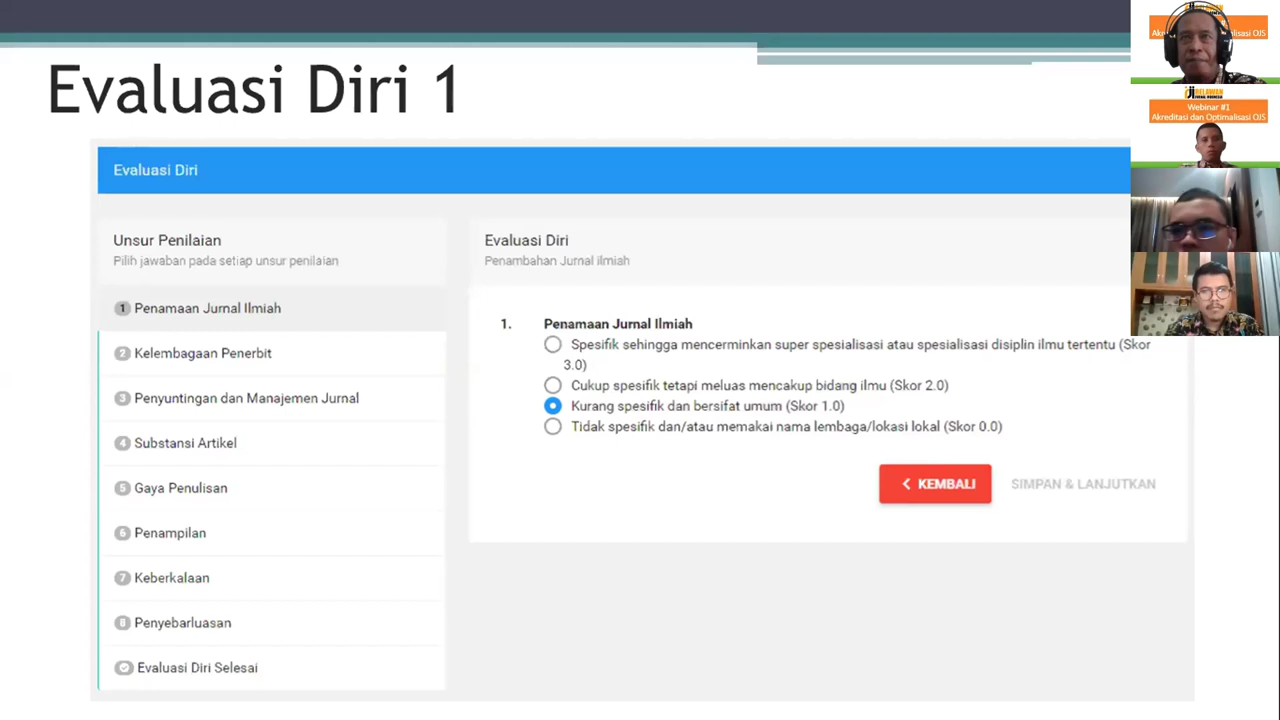 Evaluasi Diri 1
Evaluasi Diri
Unsur Penilaian
Pilih jawaban pada setiap unsur penilaian
1 Penamaan Jurnal Ilmiah
2 Kelembagaan Penerbit
3 Penyuntingan dan Manajemen Jurnal
4 Substansi Artikel
5 Gaya Penulisan
6 Penampilan
7 Keberkalaan
8 Penyebarluasan
Evaluasi Diri Selesai
Evaluasi Diri
Penambahan Jurnal ilmiah
1. Penamaan Jurnal Ilmiah
Spesifik sehingga mencerminkan super spesialisasi atau spesialisasi disiplin ilmu tertentu (Skor
3.0)
Cukup spesifik tetapi meluas mencakup bidang ilmu (Skor 2.0)
Kurang spesifik dan bersifat umum (Skor 1.0)
Tidak spesifik dan/atau memakai nama lembaga/lokasi lokal (Skor 0.0)
KEMBALI
SIMPAN & LANJUTKAN
RELAWAN
Webinar #1
Akreditasi dan Optimalisasi OJS